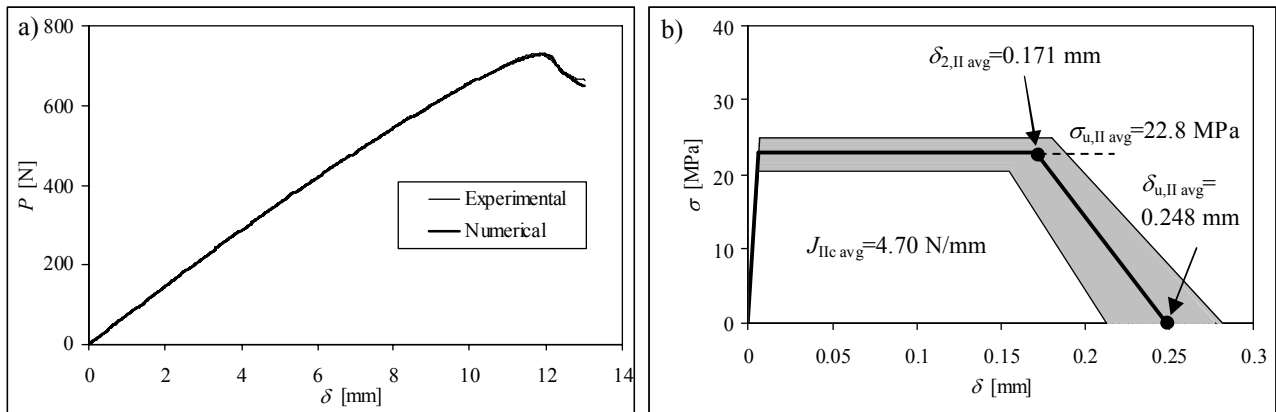 a)
800
600
400
200
0
P [N]
Experimental
Numerical
0 2 4 6 8 10 12 14
δ [mm]
b)
40
30
20
10
0
σ [MPa]
δ2,II avg=0.171 mm
σu,II avg=22.8 MPa
δu,II avg=
0.248 mm
JIIc avg=4.70 N/mm
0 0.05 0.1 0.15 0.2 0.25 0.3
δ [mm]